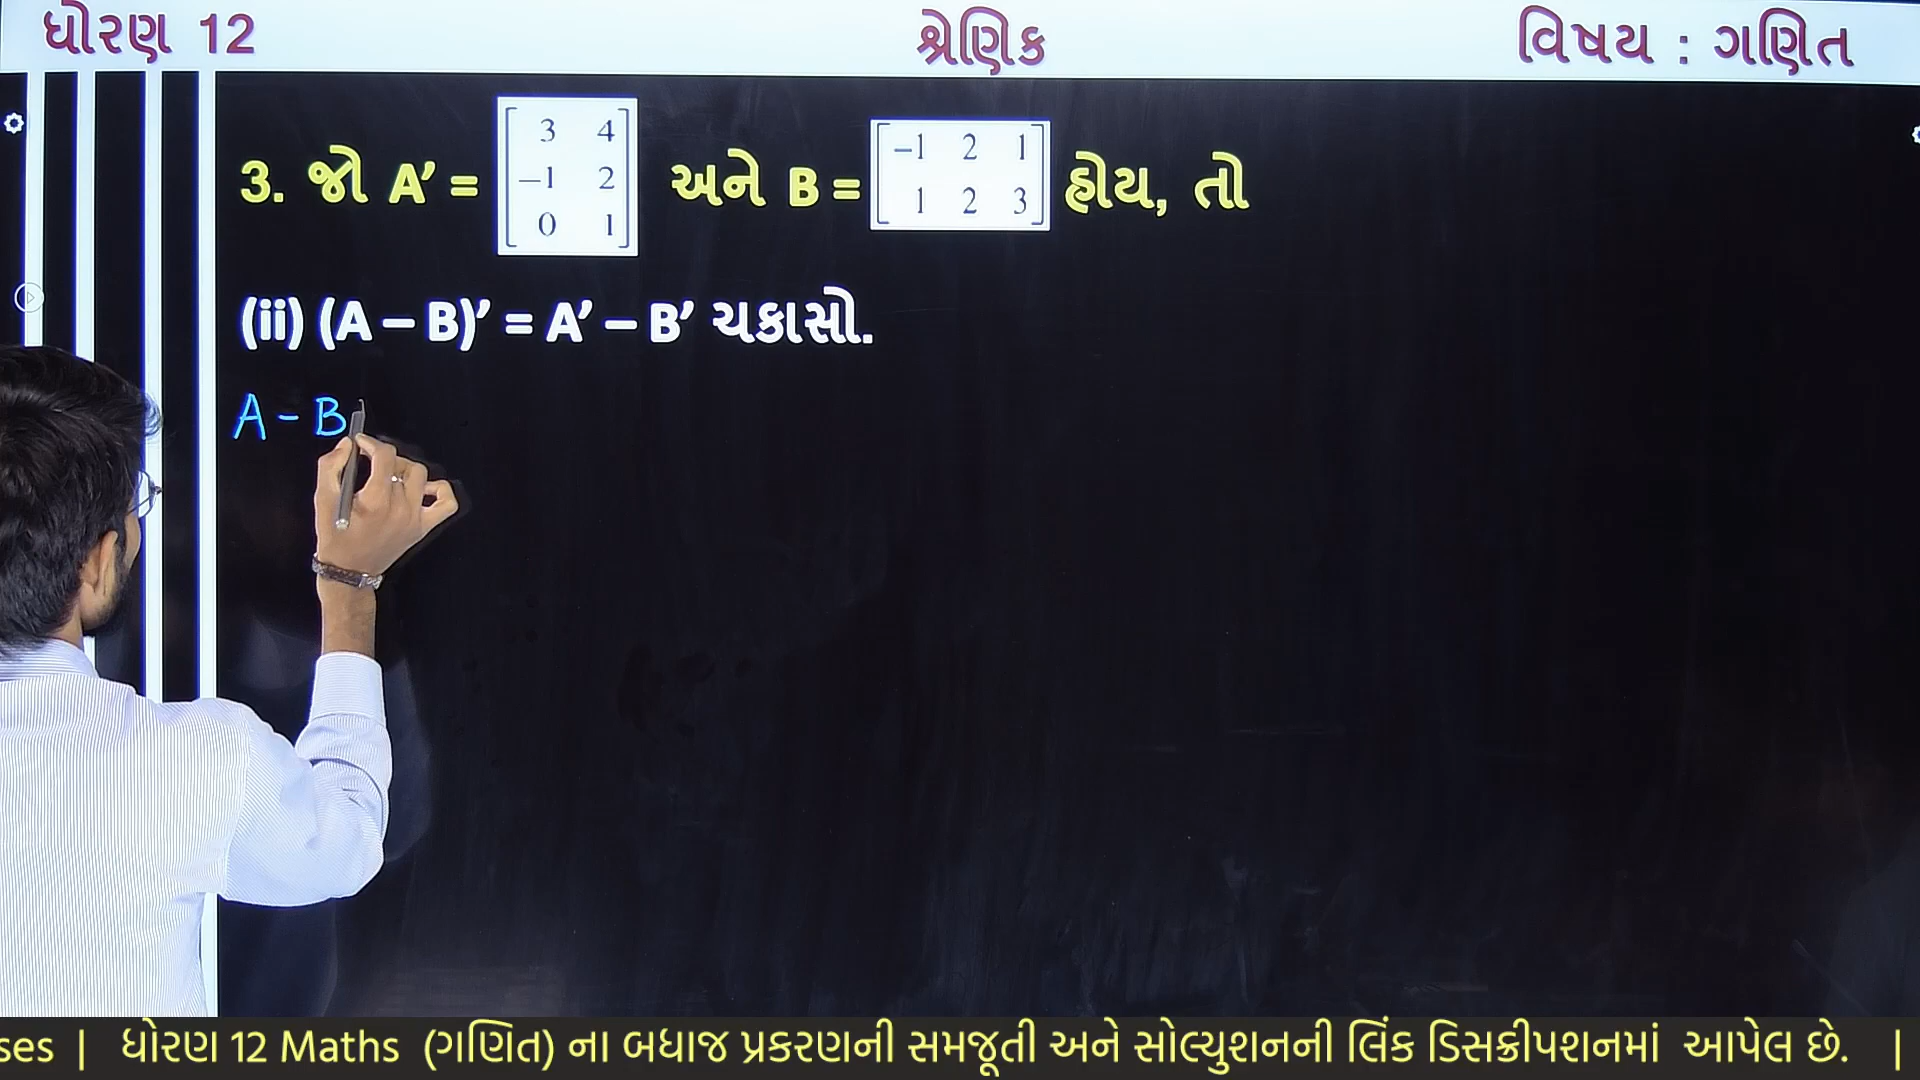 ધોરણ 12 શ્રેણિક વિષય : ગણિત
3. જો A′ = [3 4 -1 2 0 1] અને B = [-1 2 1 1 2 3] હોય, તો
(ii) (A – B)′ = A′ – B′ ચકાસો.
A - B
ses | ધોરણ 12 Maths (ગણિત) ના બધાજ પ્રકરણની સમજૂતી અને સોલ્યુશનની લિંક ડિસક્રીપશનમાં આપેલ છે. |